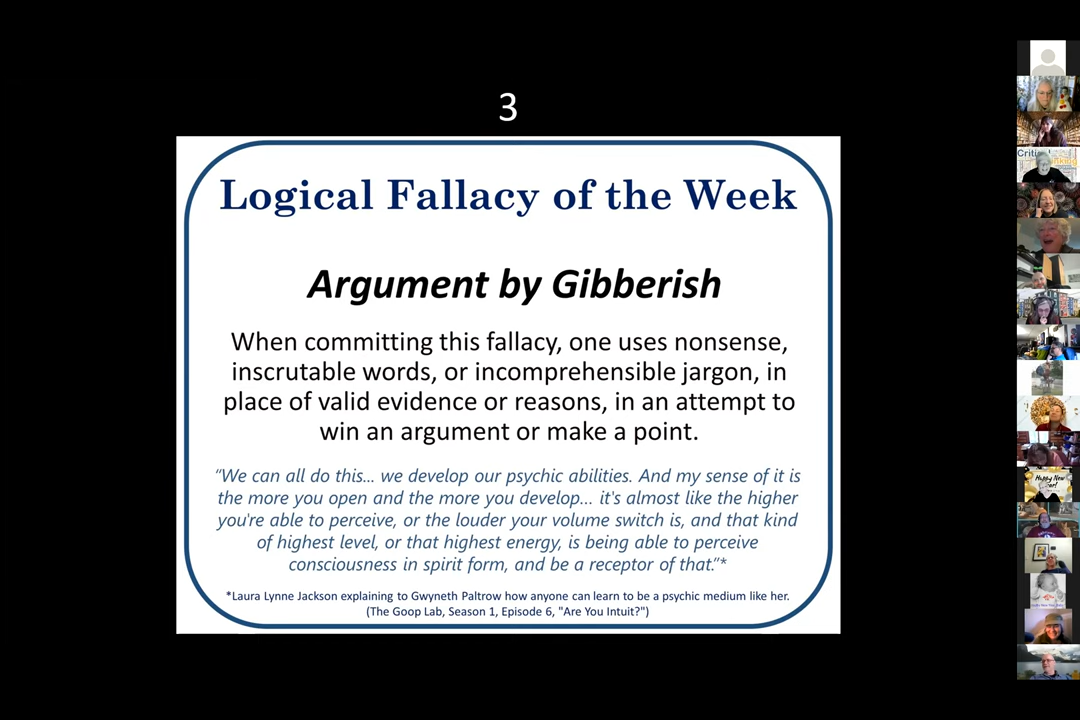 3
Logical Fallacy of the Week
Argument by Gibberish
When committing this fallacy, one uses nonsense,
inscrutable words, or incomprehensible jargon, in
place of valid evidence or reasons, in an attempt to
win an argument or make a point.
“We can all do this... we develop our psychic abilities. And my sense of it is
the more you open and the more you develop... it's almost like the higher
you're able to perceive, or the louder your volume switch is, and that kind
of highest level, or that highest energy, is being able to perceive
consciousness in spirit form, and be a receptor of that.”*
*Laura Lynne Jackson explaining to Gwyneth Paltrow how anyone can learn to be a psychic medium like her.
(The Goop Lab, Season 1, Episode 6, "Are You Intuit?")
Happy New